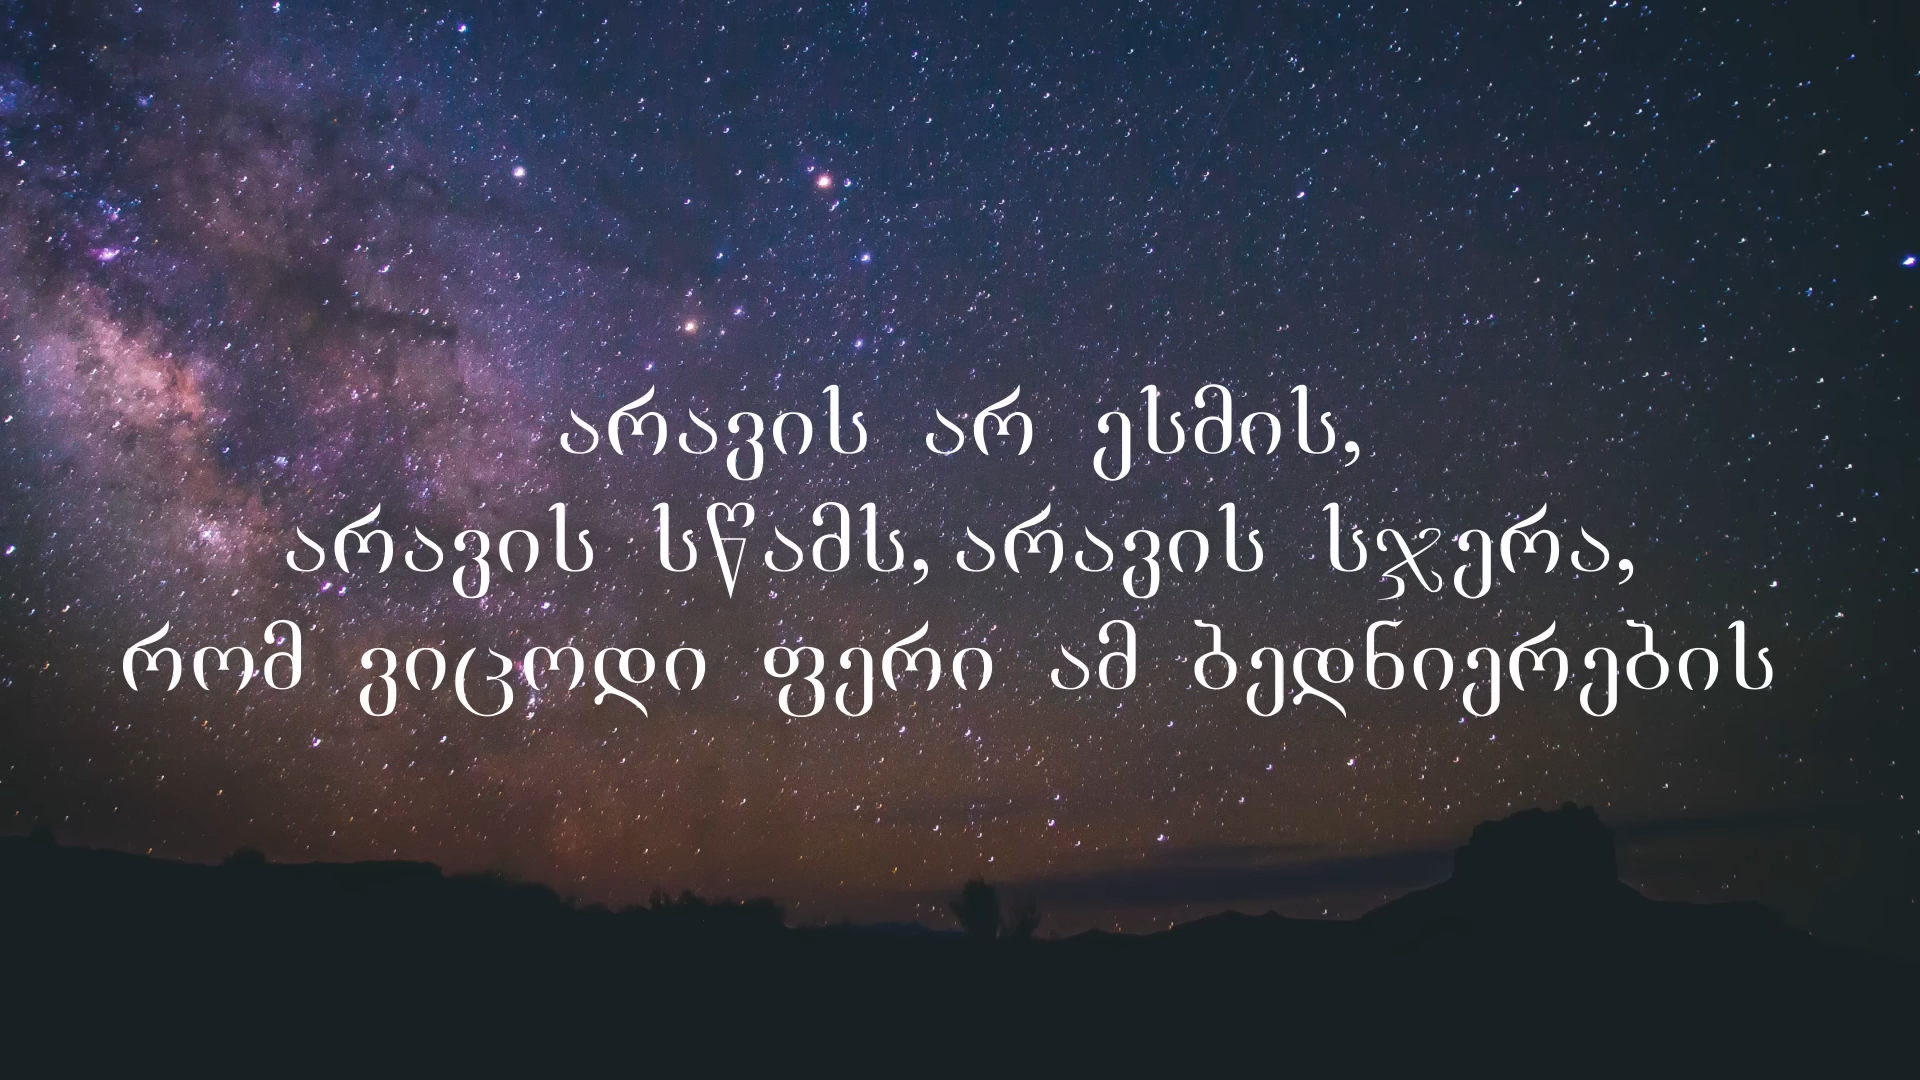 არავის არ ესმის,
არავის სწამს, არავის სჯერა,
რომ ვიცოდი ფერი ამ ბედნიერების